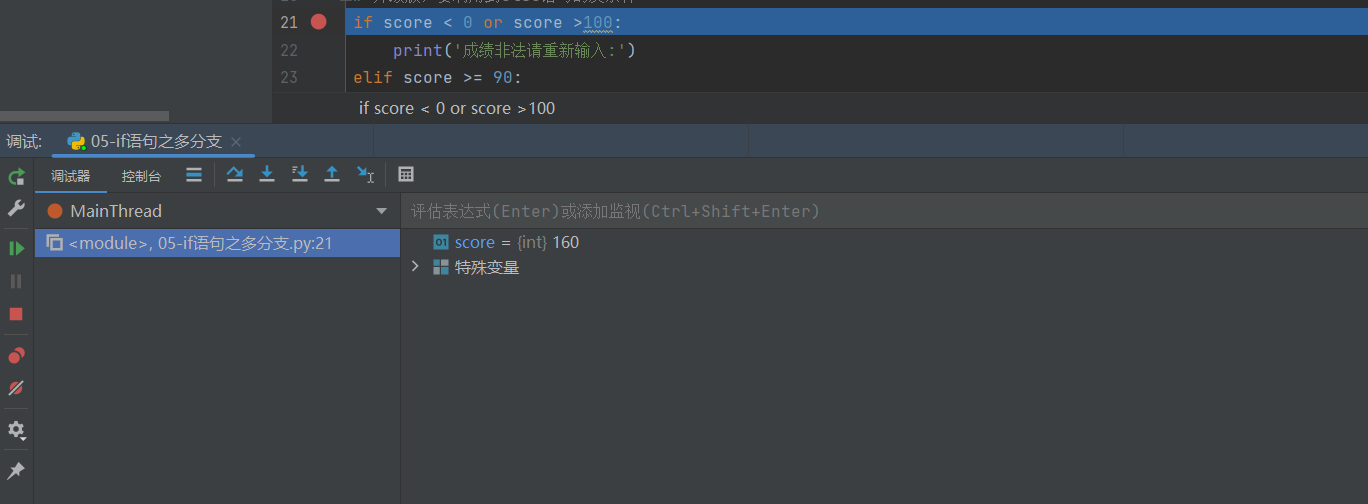 21 if score < 0 or score >100:
22 print('成绩非法请重新输入:')
23 elif score >= 90:
if score < 0 or score >100
调试: 05-if语句之多分支
调试器 控制台
MainThread 评估表达式(Enter)或添加监视(Ctrl+Shift+Enter)
<module>, 05-if语句之多分支.py:21
01 score = {int} 160
特殊变量